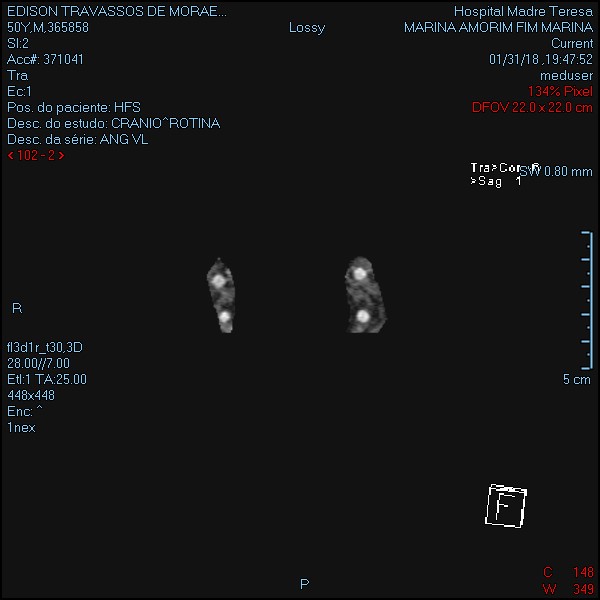 EDISON TRAVASSOS DE MORAE...
50Y,M,365858
Sl:2
Acc#: 371041
Tra
Ec:1
Pos. do paciente: HFS
Desc. do estudo: CRANIO^ROTINA
Desc. da série: ANG VL
< 102 - 2 >
Lossy
Hospital Madre Teresa
MARINA AMORIM FIM MARINA
Current
01/31/18 ,19:47:52
meduser
134% Pixel
DFOV 22.0 x 22.0 cm
Tra>Cor
SW 0.80 mm
>Sag 1
R
fl3d1r_t30,3D
28.00//7.00
Etl:1 TA:25.00
448x448
Enc: ^
1nex
5 cm
F
P
C 148
W 349